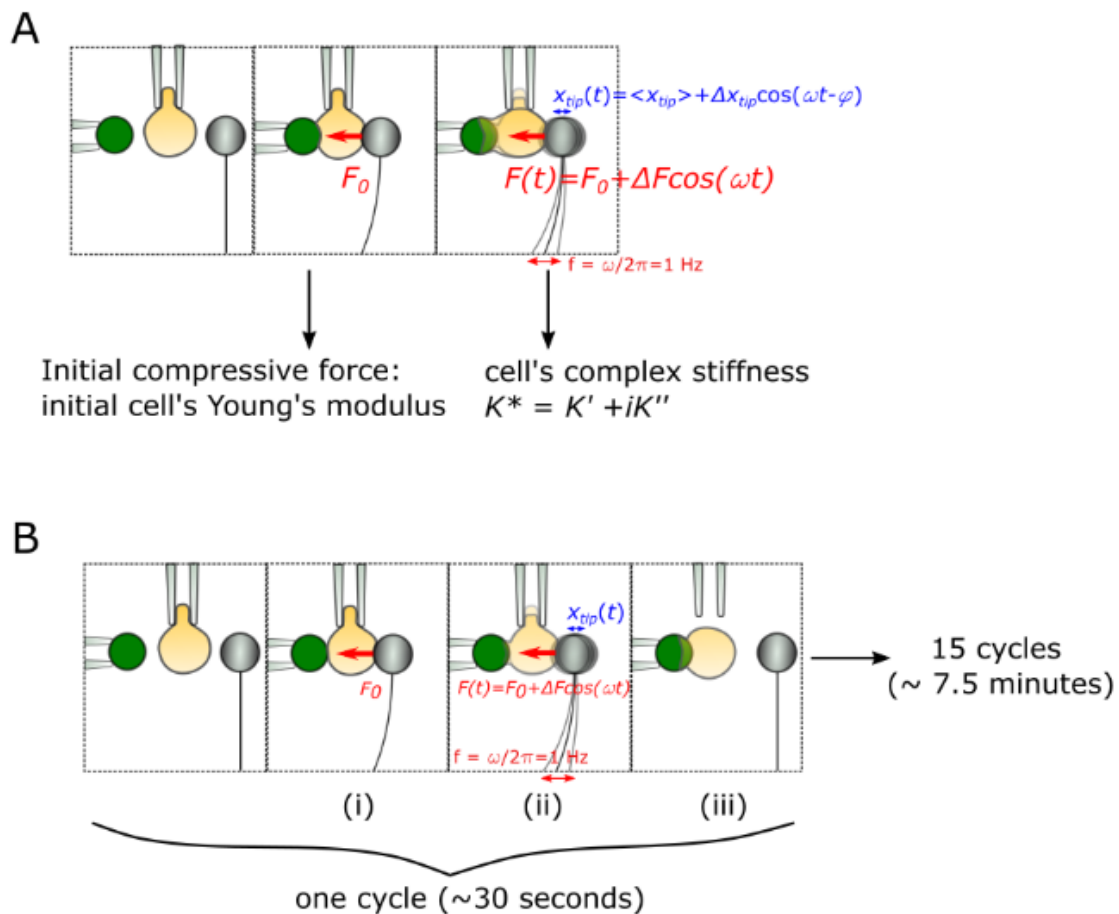 A
x_tip(t)=<x_tip>+Δx_tipcos(ωt-φ)
F_0
F(t)=F_0+ΔFcos(ωt)
f = ω/2π=1 Hz
Initial compressive force:
initial cell's Young's modulus
cell's complex stiffness
K* = K' +iK''
B
x_tip(t)
F_0
F(t)=F_0+ΔFcos(ωt)
f = ω/2π=1 Hz
15 cycles
(~ 7.5 minutes)
(i)
(ii)
(iii)
one cycle (~30 seconds)